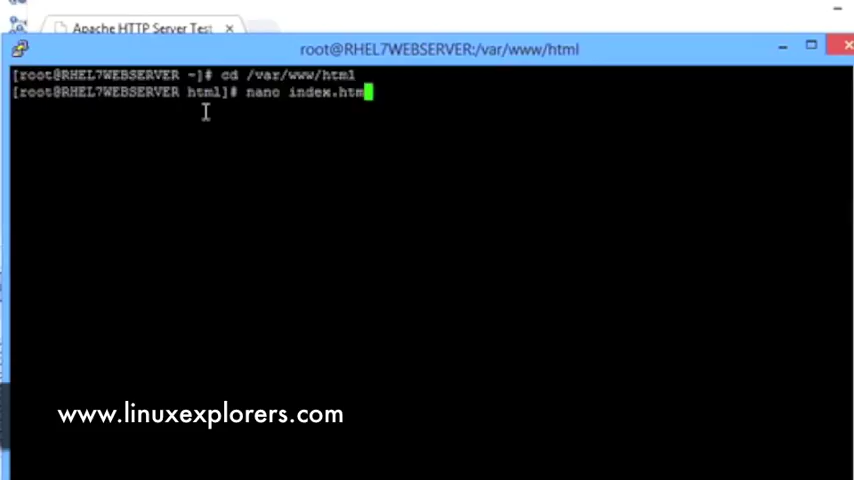 Apache HTTP Server Test
root@RHEL7WEBSERVER:/var/www/html
[root@RHEL7WEBSERVER ~]# cd /var/www/html
[root@RHEL7WEBSERVER html]# nano index.htm
www.linuxexplorers.com